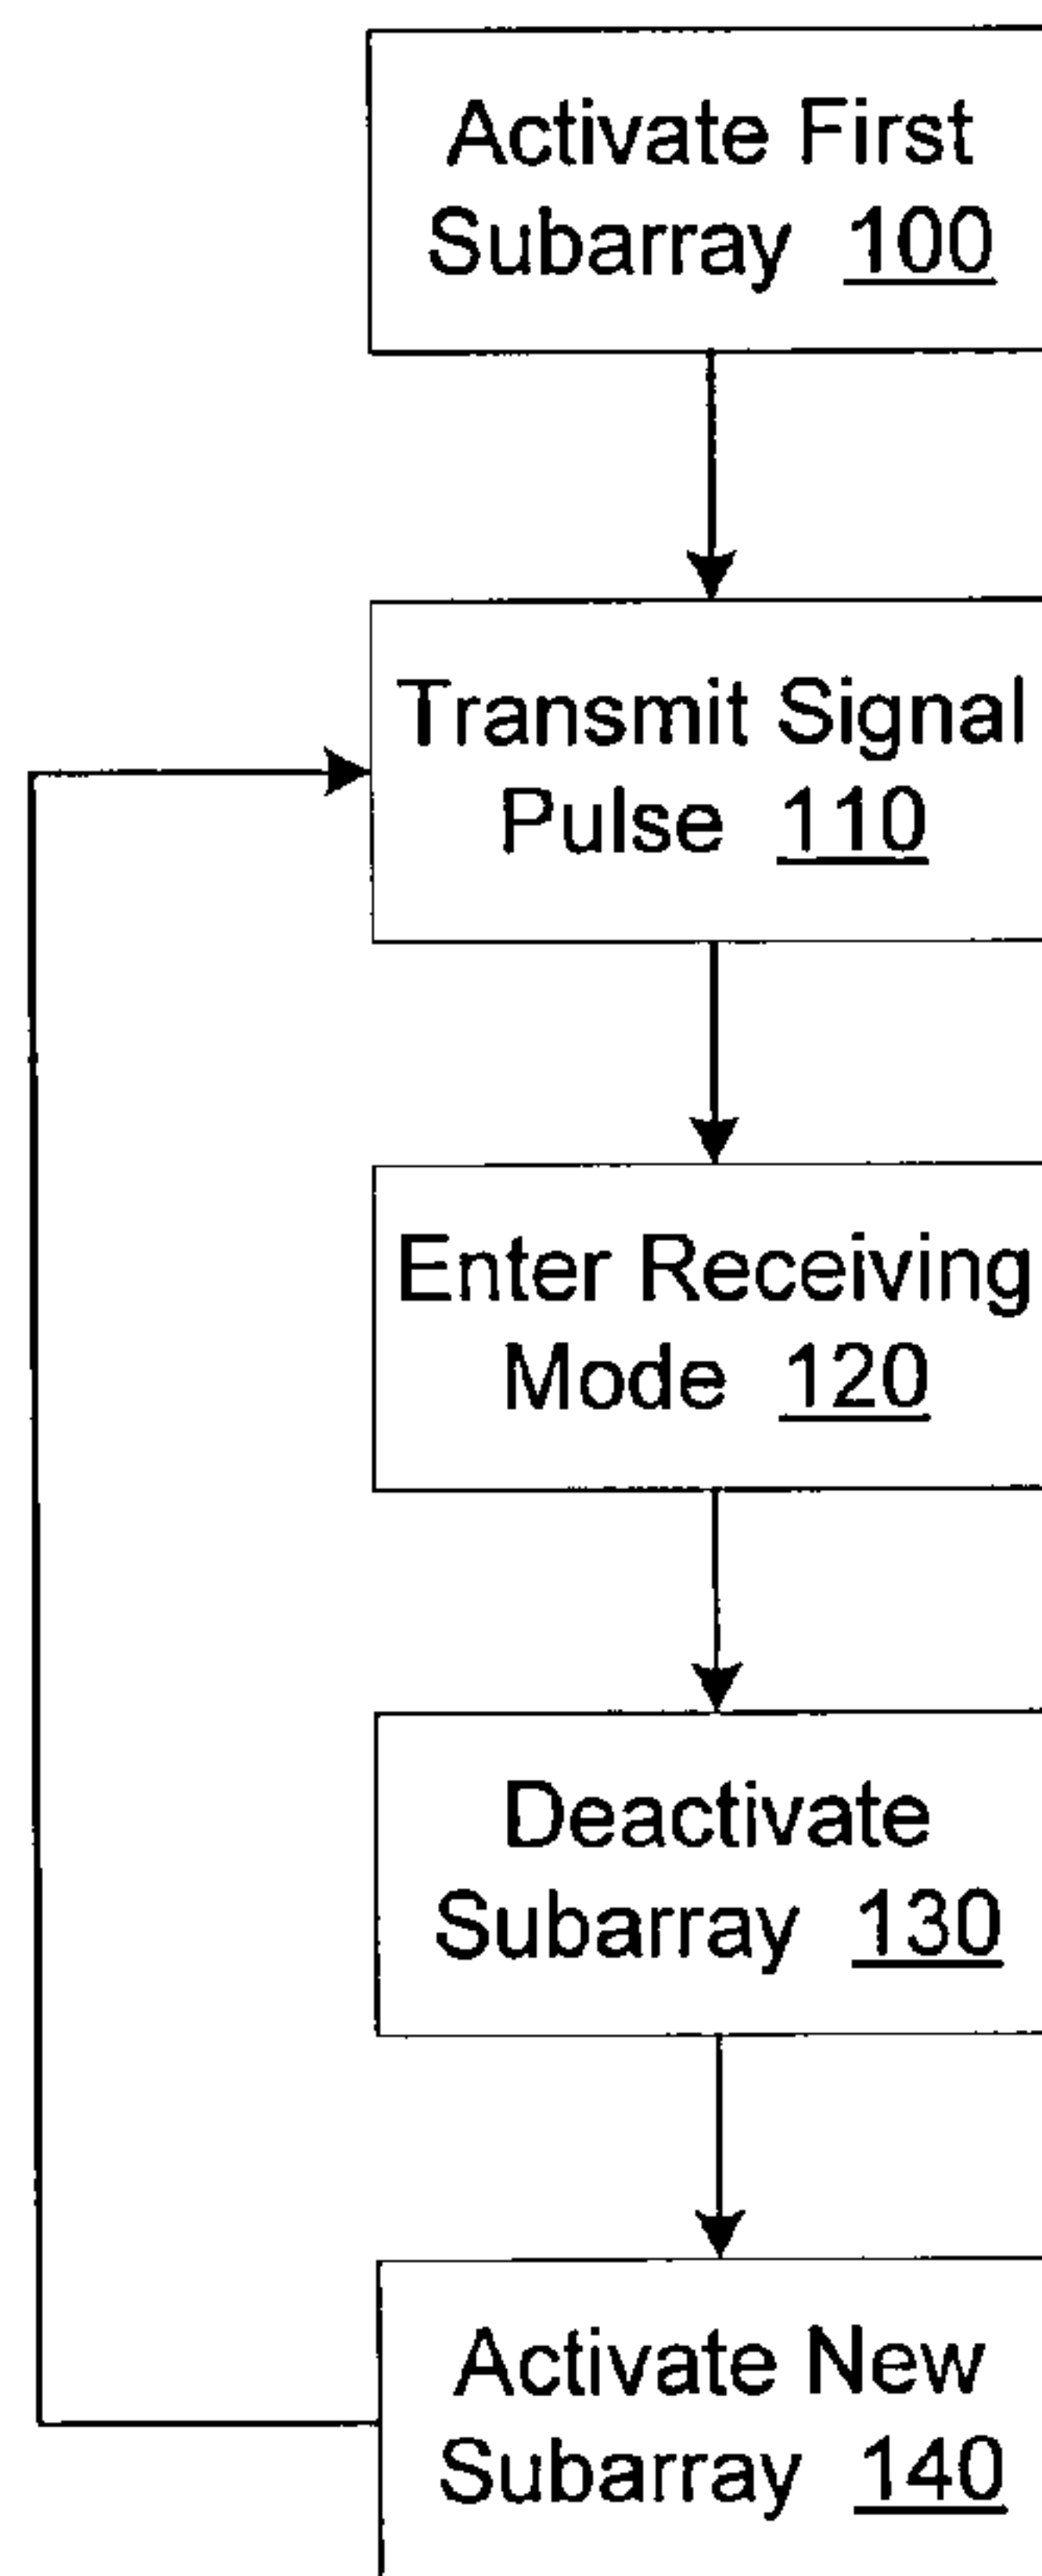 Activate First
Subarray 100
Transmit Signal
Pulse 110
Enter Receiving
Mode 120
Deactivate
Subarray 130
Activate New
Subarray 140